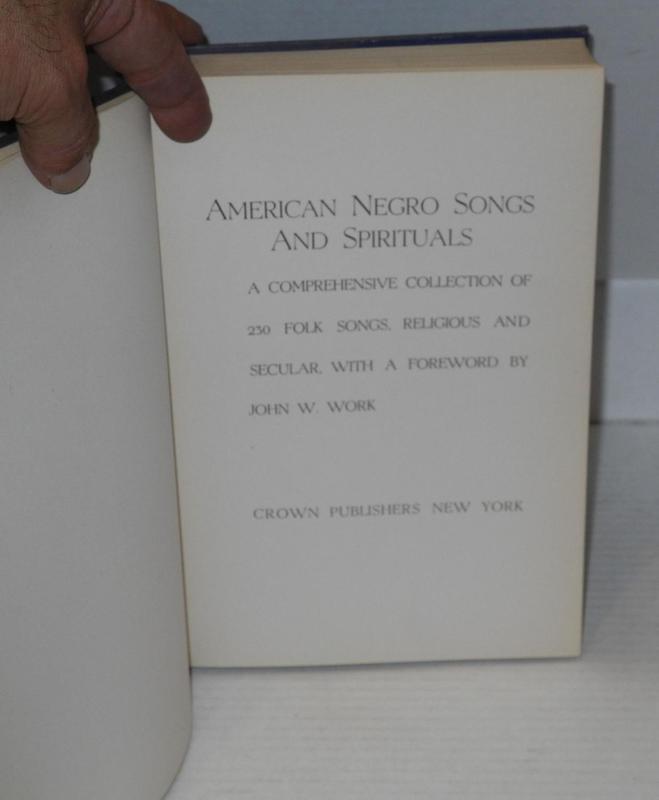 AMERICAN NEGRO SONGS
AND SPIRITUALS
A COMPREHENSIVE COLLECTION OF
230 FOLK SONGS, RELIGIOUS AND
SECULAR, WITH A FOREWORD BY
JOHN W. WORK
CROWN PUBLISHERS NEW YORK